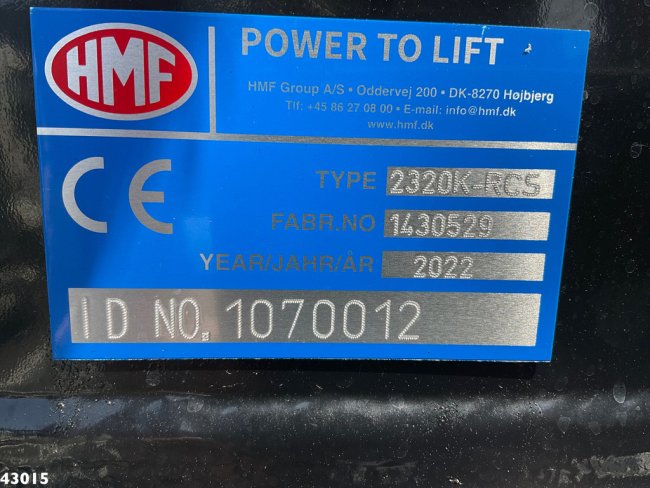 HMF
POWER TO LIFT
HMF Group A/S • Oddervej 200 • DK-8270 Højbjerg
Tlf: +45 86 27 08 00 • E-mail: info@hmf.dk
www.hmf.dk
CE
TYPE 2320K-RCS
FABR.NO 1430529
YEAR/JAHR/ÅR 2022
ID NO. 1070012
43015